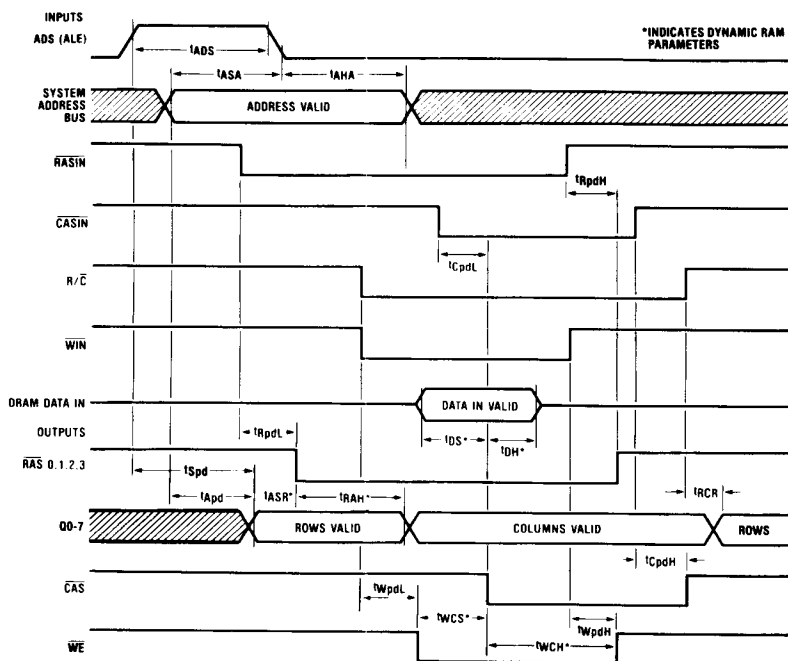 INPUTS
ADS (ALE)
tADS
*INDICATES DYNAMIC RAM
PARAMETERS
tASA
tAHA
SYSTEM
ADDRESS
BUS
ADDRESS VALID
RASIN
tRpdH
CASIN
tCpdL
R/C
WIN
DRAM DATA IN
DATA IN VALID
OUTPUTS
tRpdL
tDS*
tDH*
RAS 0.1.2.3
tSpd
tApd
tASR*
tRAH*
tRCR
Q0-7
ROWS VALID
COLUMNS VALID
ROWS
tCpdH
CAS
tWpdL
tWCS*
tWpdH
tWCH*
WE